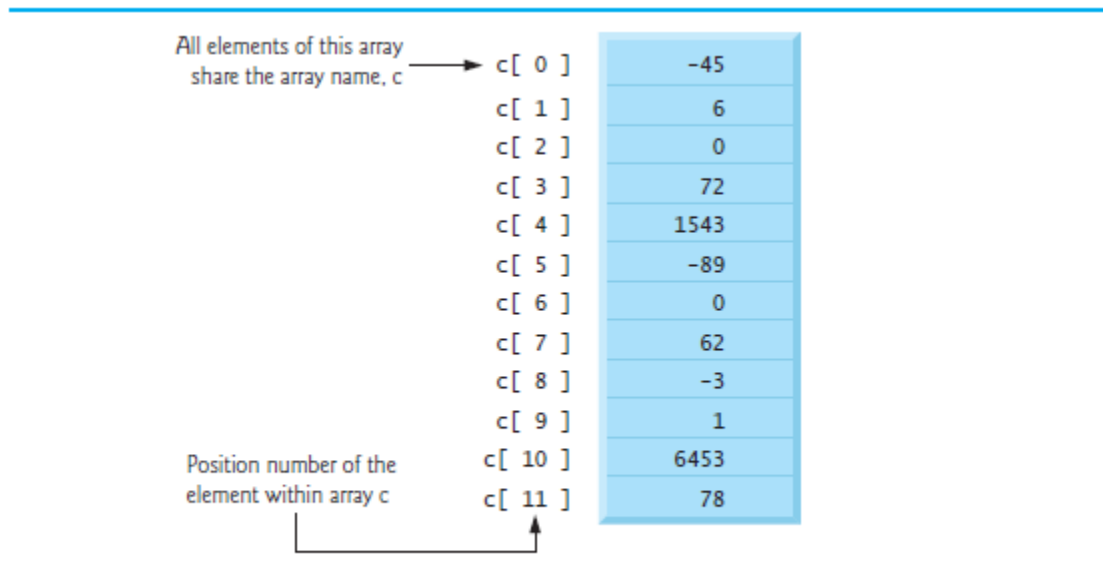 All elements of this array
share the array name, c
c[ 0 ] -45
c[ 1 ] 6
c[ 2 ] 0
c[ 3 ] 72
c[ 4 ] 1543
c[ 5 ] -89
c[ 6 ] 0
c[ 7 ] 62
c[ 8 ] -3
c[ 9 ] 1
c[ 10 ] 6453
c[ 11 ] 78
Position number of the
element within array c